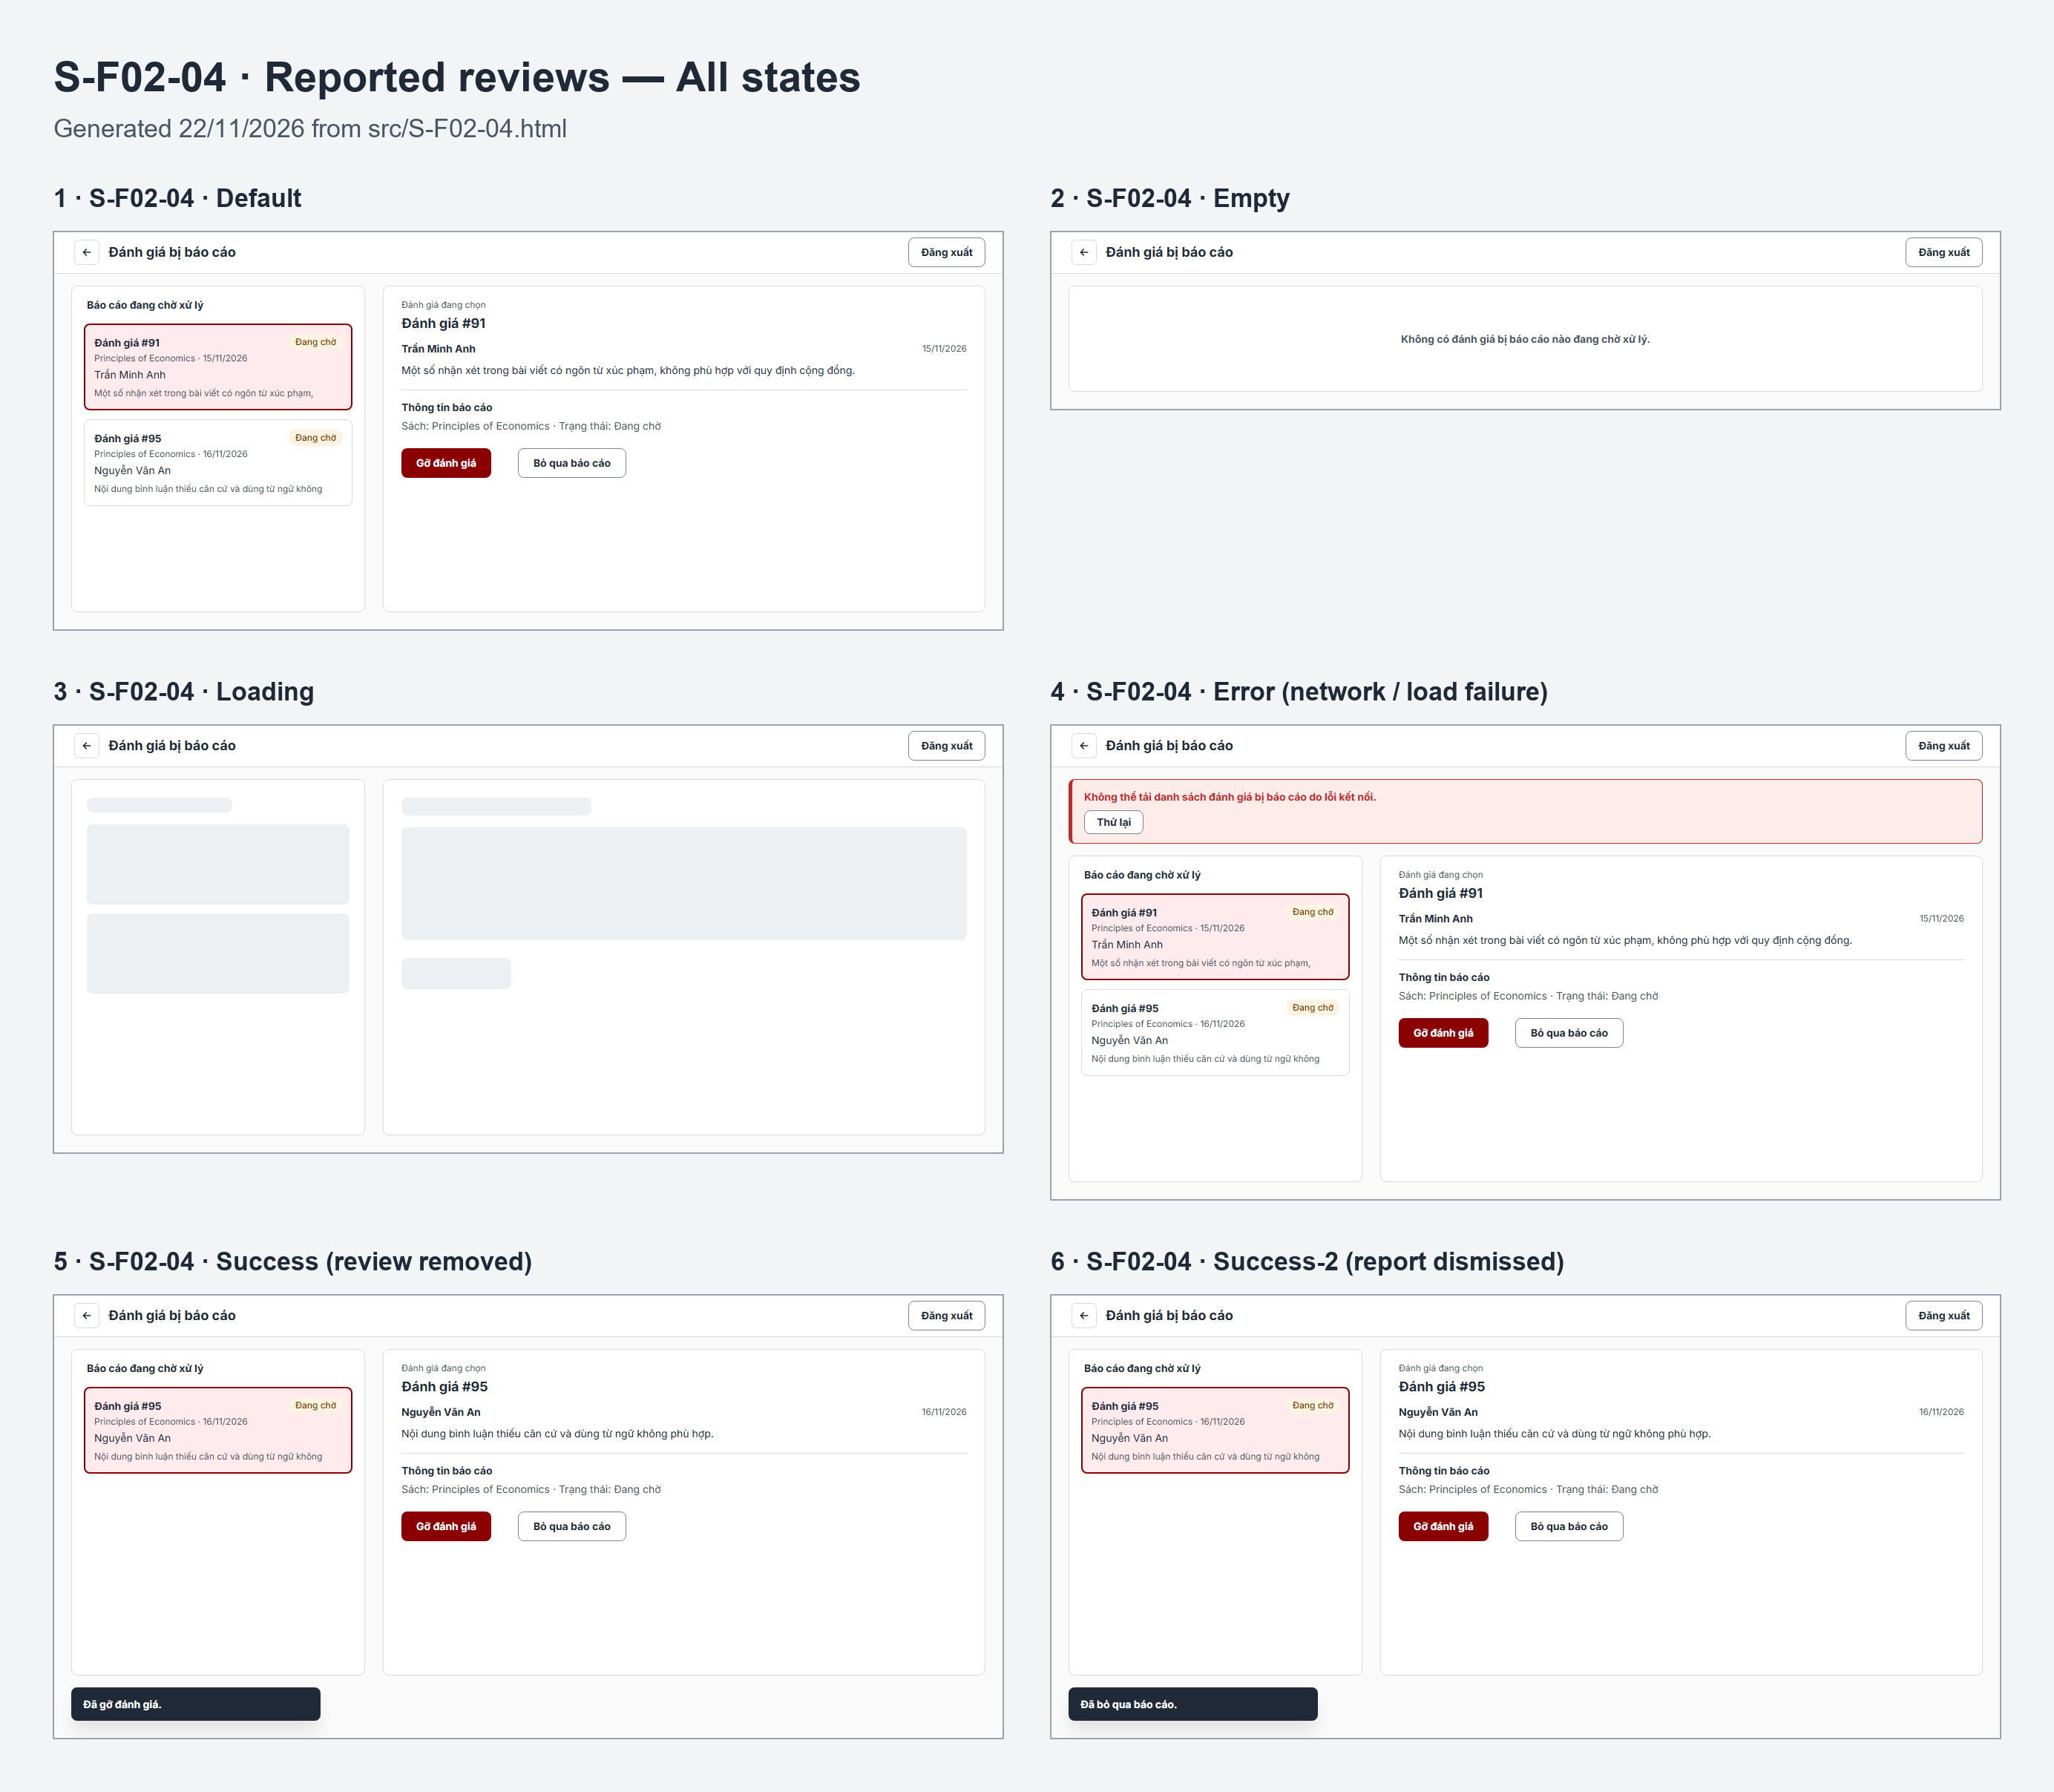 S-F02-04 · Reported reviews — All states
Generated 22/11/2026 from src/S-F02-04.html
1 · S-F02-04 · Default
← Đánh giá bị báo cáo
Đăng xuất
Báo cáo đang chờ xử lý
Đánh giá #91
Đang chờ
Principles of Economics · 15/11/2026
Trần Minh Anh
Một số nhận xét trong bài viết có ngôn từ xúc phạm,
Đánh giá #95
Đang chờ
Principles of Economics · 16/11/2026
Nguyễn Văn An
Nội dung bình luận thiếu căn cứ và dùng từ ngữ không
Đánh giá đang chọn
Đánh giá #91
Trần Minh Anh
15/11/2026
Một số nhận xét trong bài viết có ngôn từ xúc phạm, không phù hợp với quy định cộng đồng.
Thông tin báo cáo
Sách: Principles of Economics · Trạng thái: Đang chờ
Gỡ đánh giá
Bỏ qua báo cáo
2 · S-F02-04 · Empty
← Đánh giá bị báo cáo
Đăng xuất
Không có đánh giá bị báo cáo nào đang chờ xử lý.
3 · S-F02-04 · Loading
← Đánh giá bị báo cáo
Đăng xuất
4 · S-F02-04 · Error (network / load failure)
← Đánh giá bị báo cáo
Đăng xuất
Không thể tải danh sách đánh giá bị báo cáo do lỗi kết nối.
Thử lại
Báo cáo đang chờ xử lý
Đánh giá #91
Đang chờ
Principles of Economics · 15/11/2026
Trần Minh Anh
Một số nhận xét trong bài viết có ngôn từ xúc phạm,
Đánh giá #95
Đang chờ
Principles of Economics · 16/11/2026
Nguyễn Văn An
Nội dung bình luận thiếu căn cứ và dùng từ ngữ không
Đánh giá đang chọn
Đánh giá #91
Trần Minh Anh
15/11/2026
Một số nhận xét trong bài viết có ngôn từ xúc phạm, không phù hợp với quy định cộng đồng.
Thông tin báo cáo
Sách: Principles of Economics · Trạng thái: Đang chờ
Gỡ đánh giá
Bỏ qua báo cáo
5 · S-F02-04 · Success (review removed)
← Đánh giá bị báo cáo
Đăng xuất
Báo cáo đang chờ xử lý
Đánh giá #95
Đang chờ
Principles of Economics · 16/11/2026
Nguyễn Văn An
Nội dung bình luận thiếu căn cứ và dùng từ ngữ không
Đánh giá đang chọn
Đánh giá #95
Nguyễn Văn An
16/11/2026
Nội dung bình luận thiếu căn cứ và dùng từ ngữ không phù hợp.
Thông tin báo cáo
Sách: Principles of Economics · Trạng thái: Đang chờ
Gỡ đánh giá
Bỏ qua báo cáo
Đã gỡ đánh giá.
6 · S-F02-04 · Success-2 (report dismissed)
← Đánh giá bị báo cáo
Đăng xuất
Báo cáo đang chờ xử lý
Đánh giá #95
Đang chờ
Principles of Economics · 16/11/2026
Nguyễn Văn An
Nội dung bình luận thiếu căn cứ và dùng từ ngữ không
Đánh giá đang chọn
Đánh giá #95
Nguyễn Văn An
16/11/2026
Nội dung bình luận thiếu căn cứ và dùng từ ngữ không phù hợp.
Thông tin báo cáo
Sách: Principles of Economics · Trạng thái: Đang chờ
Gỡ đánh giá
Bỏ qua báo cáo
Đã bỏ qua báo cáo.